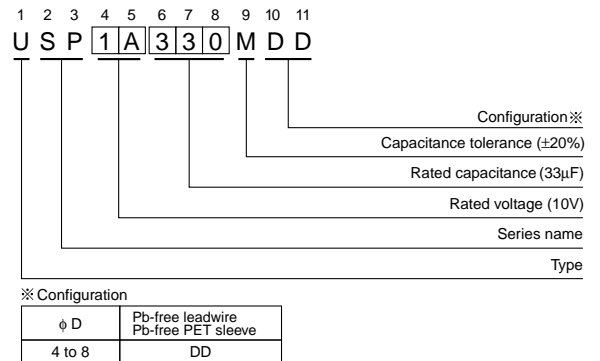 1 2 3 4 5 6 7 8 9 10 11
U S P 1 A 3 3 0 M D D
Configuration※
Capacitance tolerance (±20%)
Rated capacitance (33μF)
Rated voltage (10V)
Series name
Type
※Configuration
ϕ D
Pb-free leadwire
Pb-free PET sleeve
4 to 8 DD